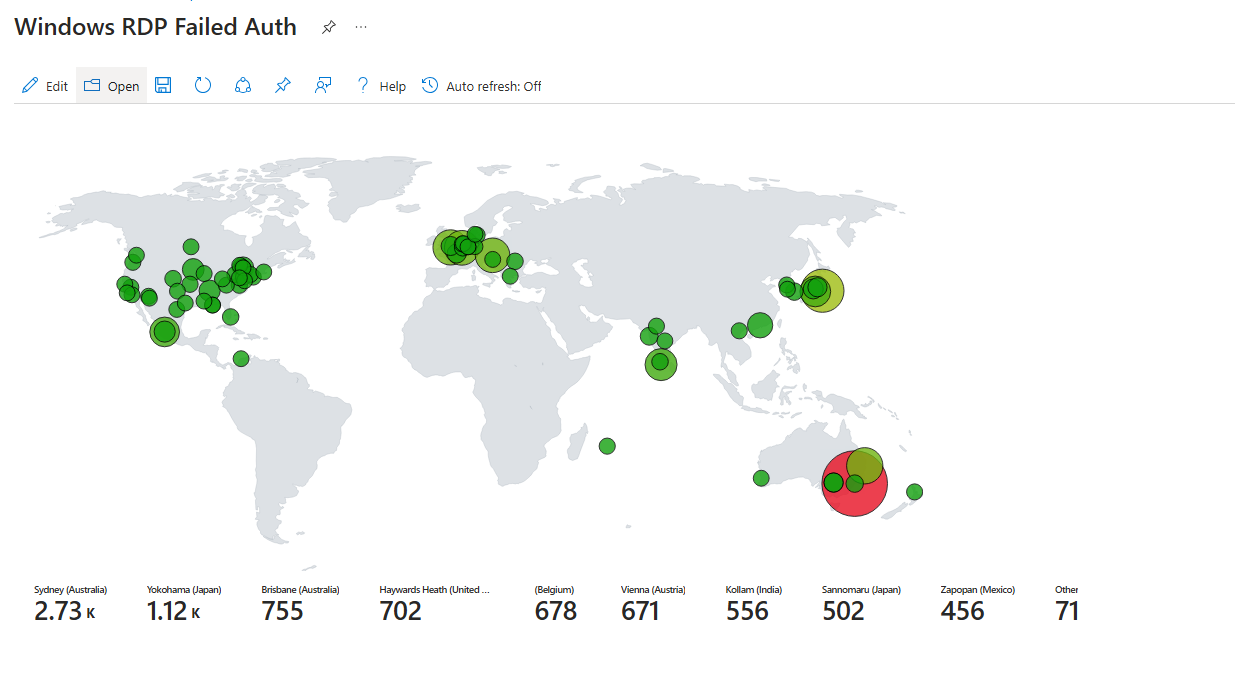 Windows RDP Failed Auth
Edit Open Help Auto refresh: Off
Sydney (Australia) Yokohama (Japan) Brisbane (Australia) Haywards Heath (United ... (Belgium) Vienna (Austria) Kollam (India) Sannomaru (Japan) Zapopan (Mexico) Other
2.73 K 1.12 K 755 702 678 671 556 502 456 71